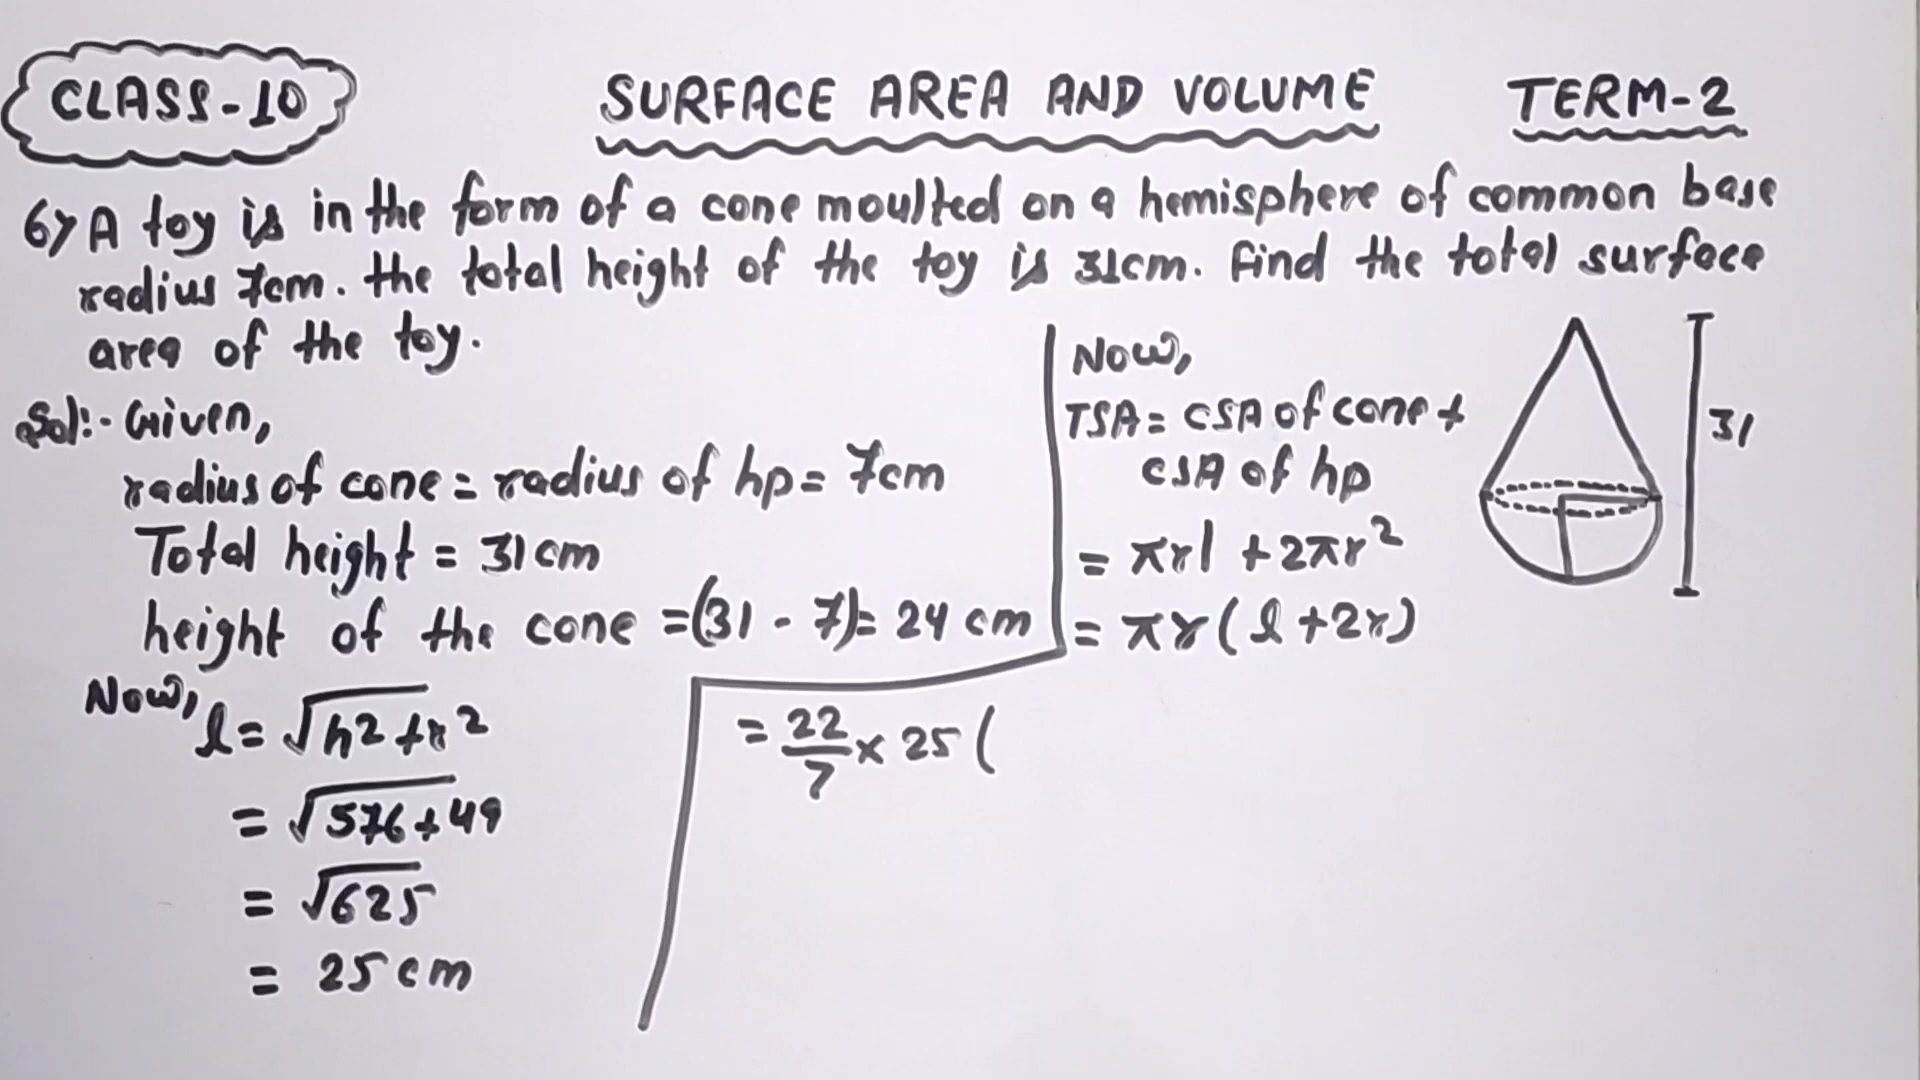 CLASS-10
SURFACE AREA AND VOLUME
TERM-2
6> A toy is in the form of a cone moulted on a hemisphere of common base
radius 7cm. the total height of the toy is 31cm. Find the total surface
area of the toy.
Sol:- Given,
radius of cone = radius of hp = 7cm
Total height = 31cm
height of the cone =(31 - 7)= 24 cm
Now,
l = √h2 + r2
= √576 + 49
= √625
= 25 cm
Now,
TSA = CSA of cone +
CSA of hp
= πrl + 2πr2
= πr (l + 2r)
= 22/7 x 25 (
31